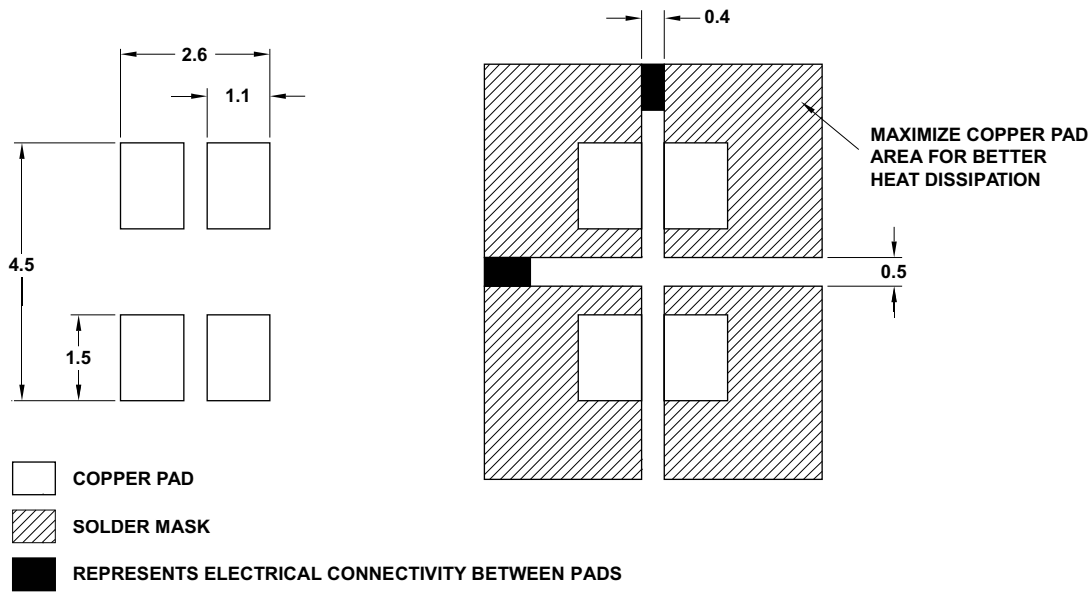 0.4
2.6
1.1
MAXIMIZE COPPER PAD
AREA FOR BETTER
HEAT DISSIPATION
4.5
0.5
1.5
COPPER PAD
SOLDER MASK
REPRESENTS ELECTRICAL CONNECTIVITY BETWEEN PADS